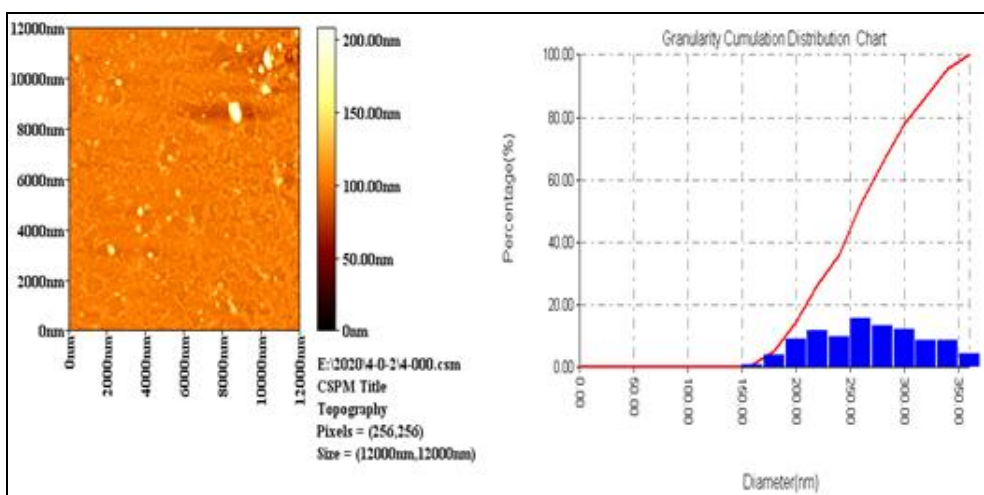 12000nm
10000nm
8000nm
6000nm
4000nm
2000nm
0nm
0nm
2000nm
4000nm
6000nm
8000nm
10000nm
12000nm
200.00nm
150.00nm
100.00nm
50.00nm
0nm
E:\2020\4-0-2\4-000.csm
CSPM Title
Topography
Pixels = (256,256)
Size = (12000nm,12000nm)
Granularity Cumulation Distribution Chart
Percentage(%)
100.00
80.00
60.00
40.00
20.00
0.00
0.00
50.00
100.00
150.00
200.00
250.00
300.00
350.00
Diameter(nm)